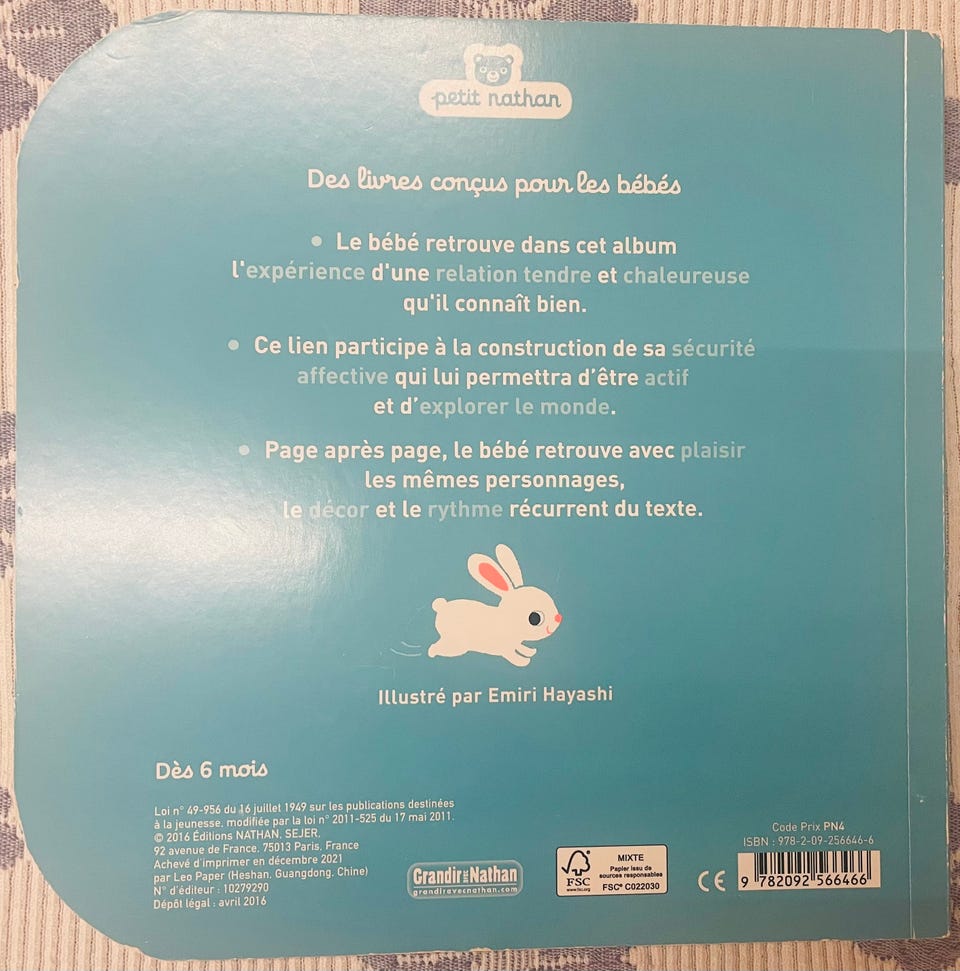 petit nathan
Des livres conçus pour les bébés
• Le bébé retrouve dans cet album
l'expérience d'une relation tendre et chaleureuse
qu'il connaît bien.
• Ce lien participe à la construction de sa sécurité
affective qui lui permettra d'être actif
et d'explorer le monde.
• Page après page, le bébé retrouve avec plaisir
les mêmes personnages,
le décor et le rythme récurrent du texte.
Illustré par Emiri Hayashi
Dès 6 mois
Loi n° 49-956 du 16 juillet 1949 sur les publications destinées
à la jeunesse, modifiée par la loi n° 2011-525 du 17 mai 2011.
© 2016 Éditions NATHAN, SEJER,
92 avenue de France, 75013 Paris, France
Achevé d'imprimer en décembre 2021
par Leo Paper (Heshan, Guangdong, Chine)
N° d'éditeur : 10279290
Dépôt légal : avril 2016
Grandir avec Nathan
grandiravecnathan.com
FSC
www.fsc.org
MIXTE
Papier issu de
sources responsables
FSC® C022030
CE
Code Prix PN4
ISBN : 978-2-09-256646-6
9 782092 566466